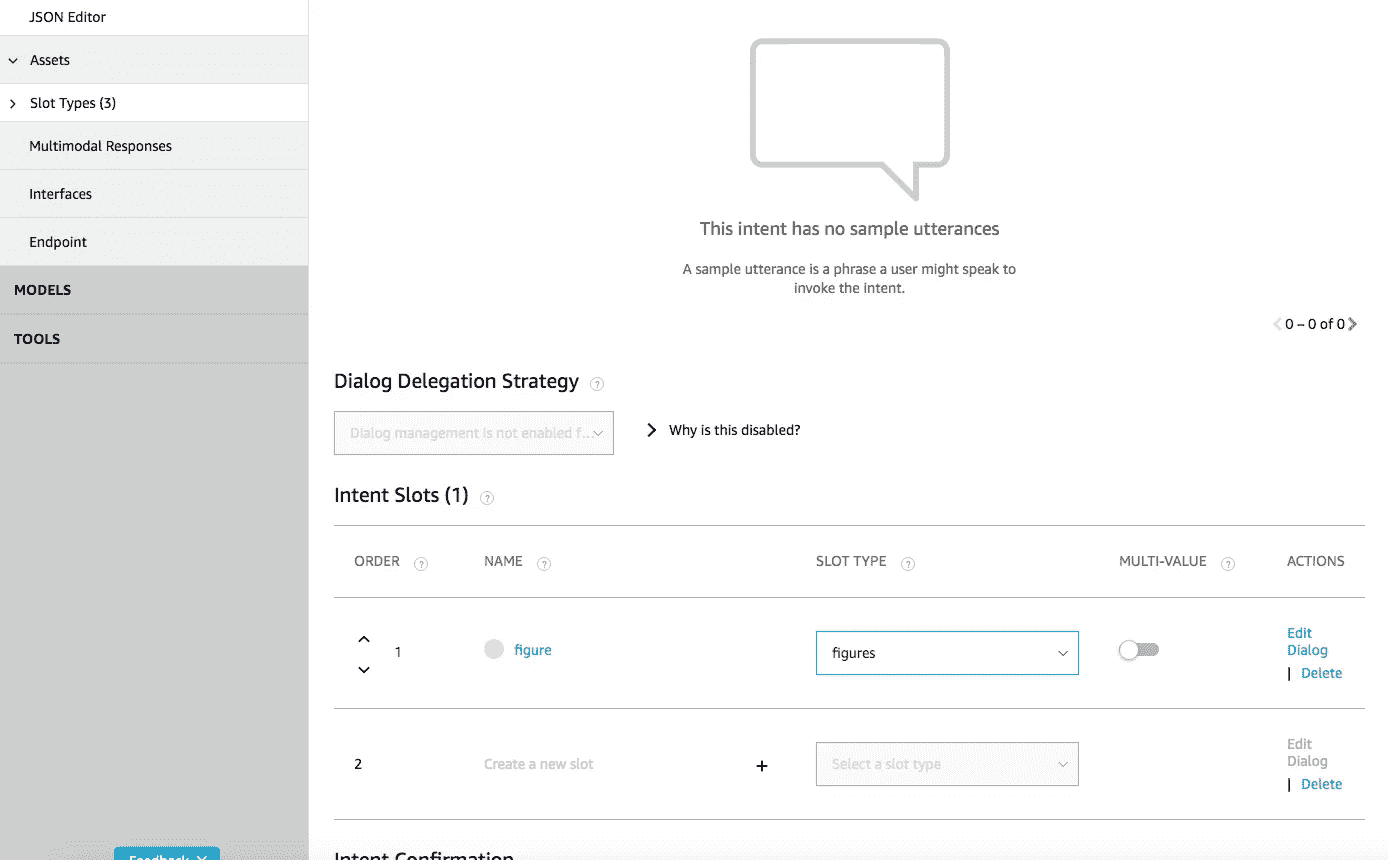 JSON Editor
Assets
Slot Types (3)
Multimodal Responses
Interfaces
Endpoint
MODELS
TOOLS
Feedback
This intent has no sample utterances
A sample utterance is a phrase a user might speak to
invoke the intent.
0 – 0 of 0
Dialog Delegation Strategy ?
Dialog management is not enabled f...
Why is this disabled?
Intent Slots (1) ?
ORDER ? NAME ? SLOT TYPE ? MULTI-VALUE ? ACTIONS
1 figure figures Edit
Dialog
| Delete
2 Create a new slot + Select a slot type Edit
Dialog
| Delete
Intent Confirmation